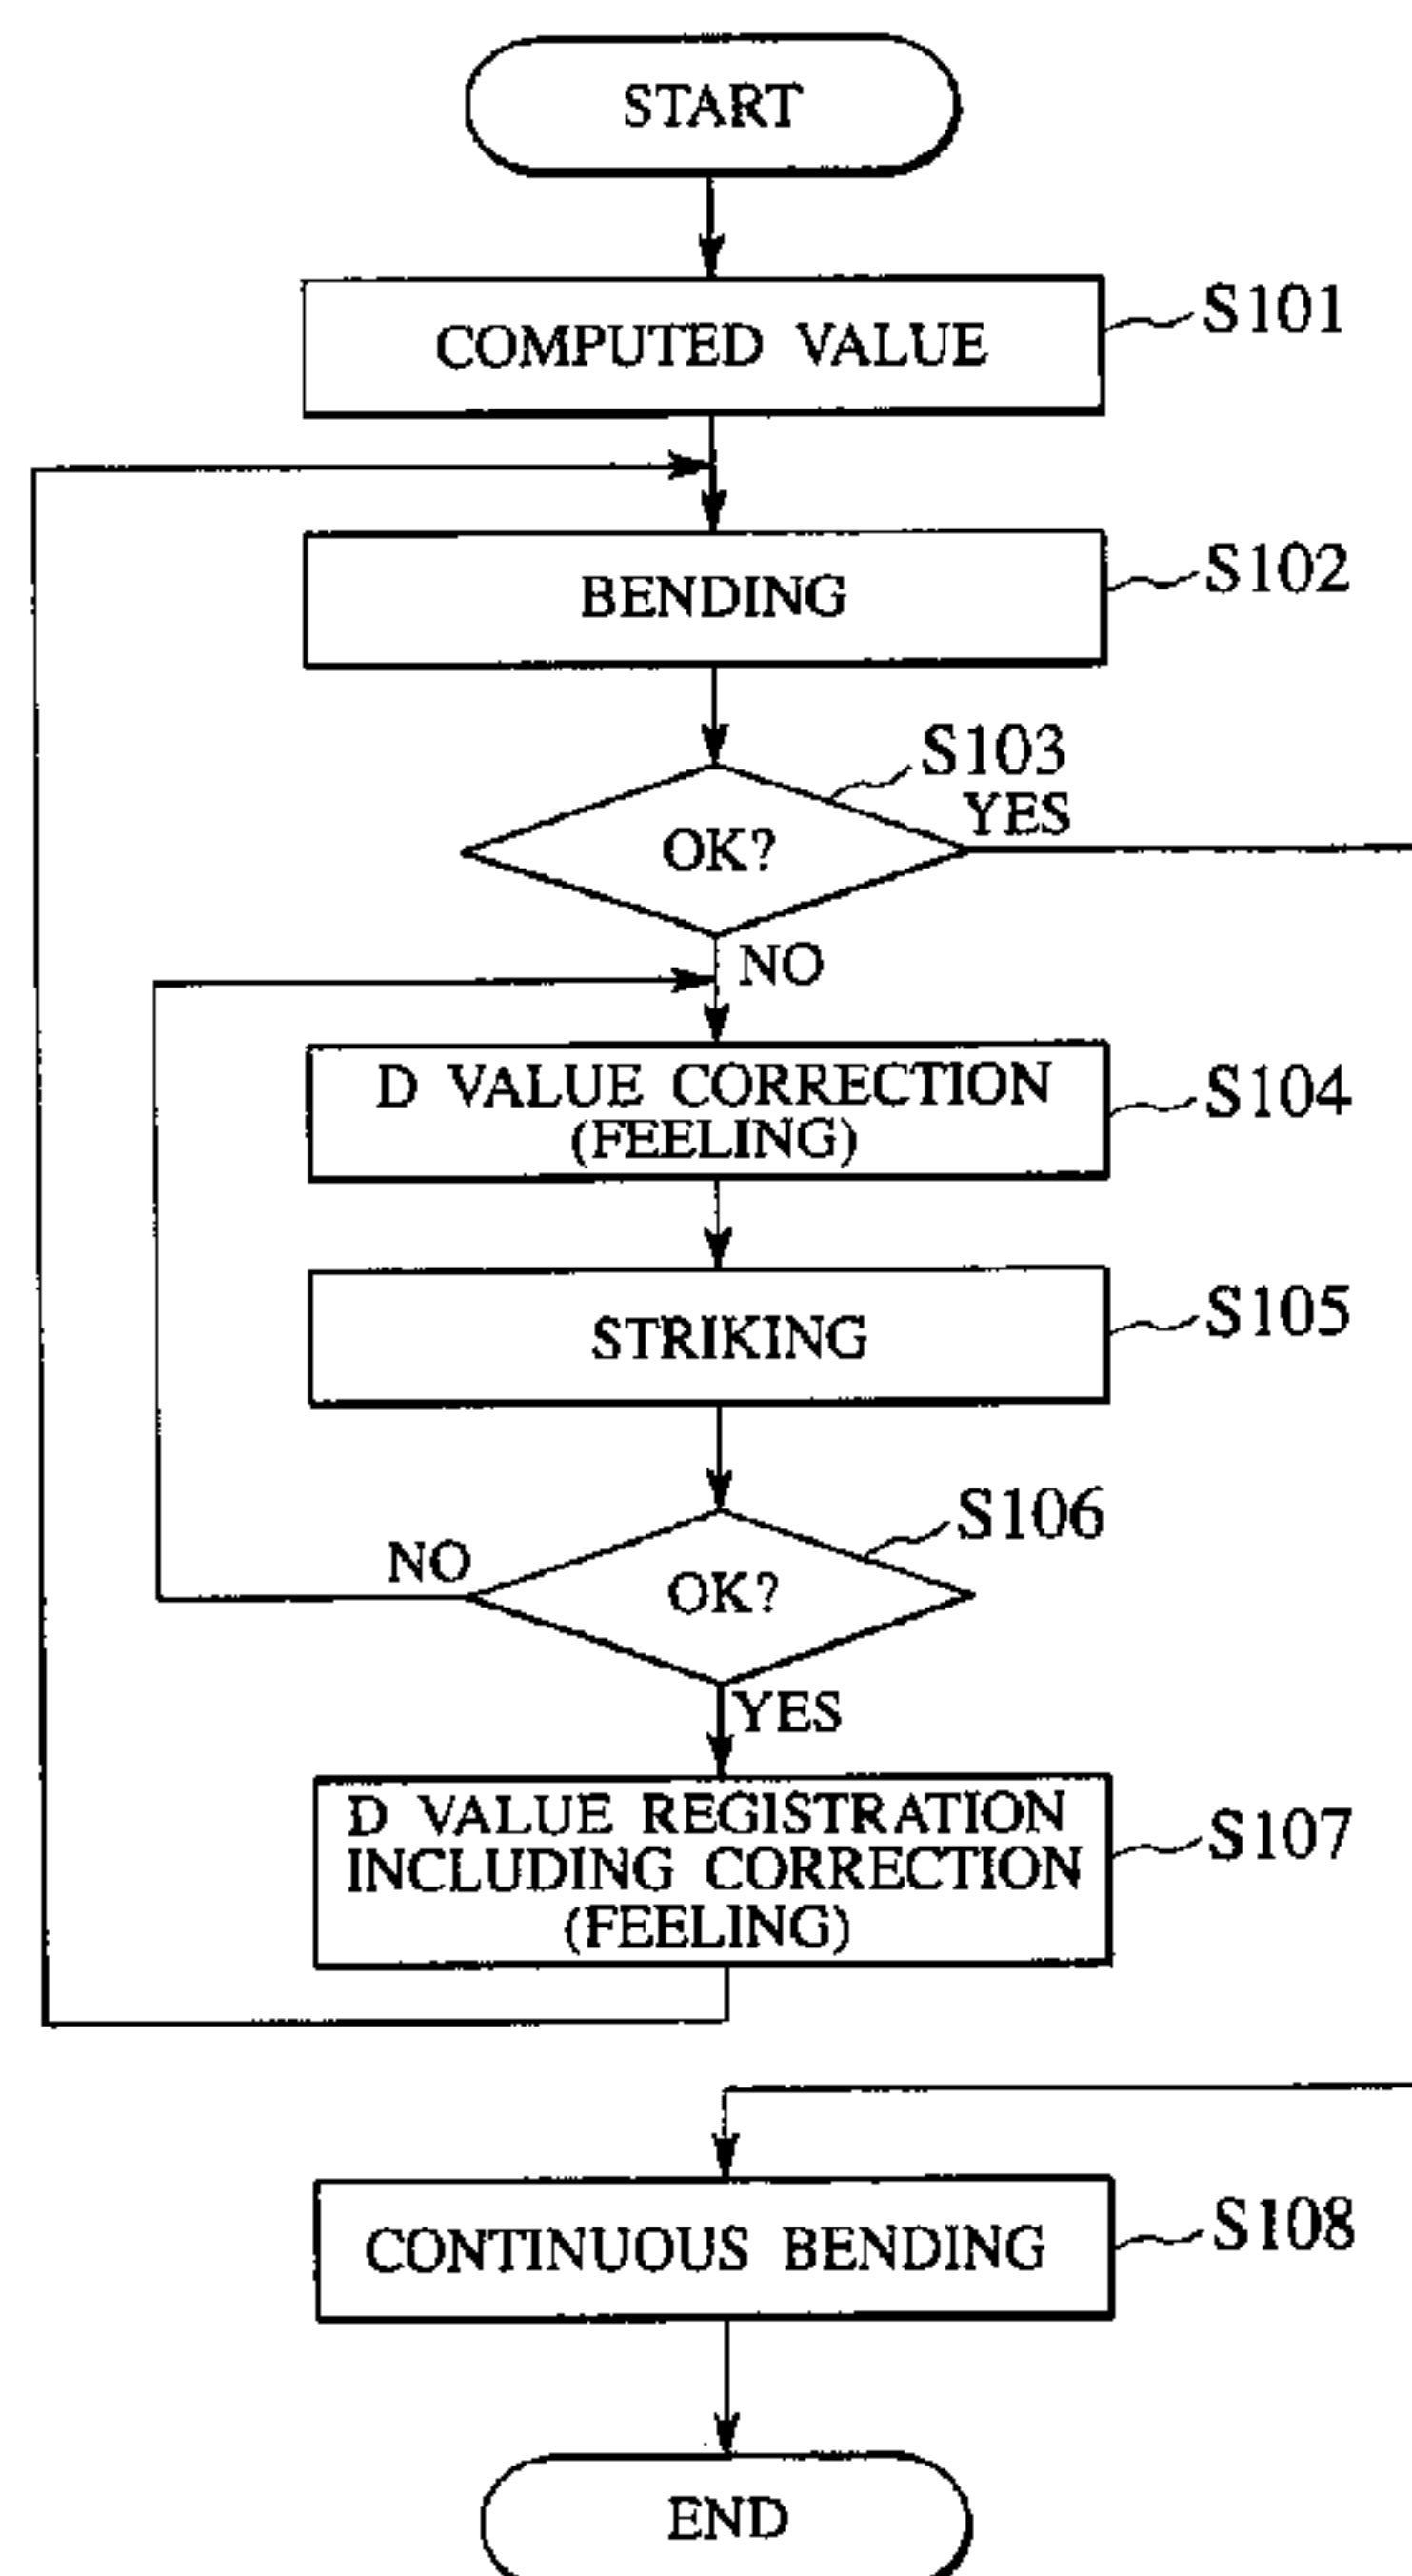 START
COMPUTED VALUE
S101
BENDING
S102
S103
YES
OK?
NO
D VALUE CORRECTION
(FEELING)
S104
STRIKING
S105
S106
NO
OK?
YES
D VALUE REGISTRATION
INCLUDING CORRECTION
(FEELING)
S107
CONTINUOUS BENDING
S108
END